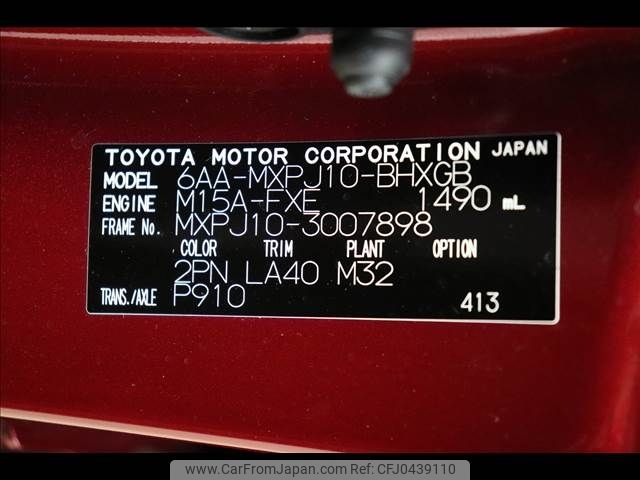 TOYOTA MOTOR CORPORATION JAPAN
MODEL 6AA-MXPJ10-BHXGB
ENGINE M15A-FXE 1490 mL
FRAME No. MXPJ10-3007898
COLOR TRIM PLANT OPTION
2PN LA40 M32
TRANS./AXLE P910 413
www.CarFromJapan.com CFJ0439110